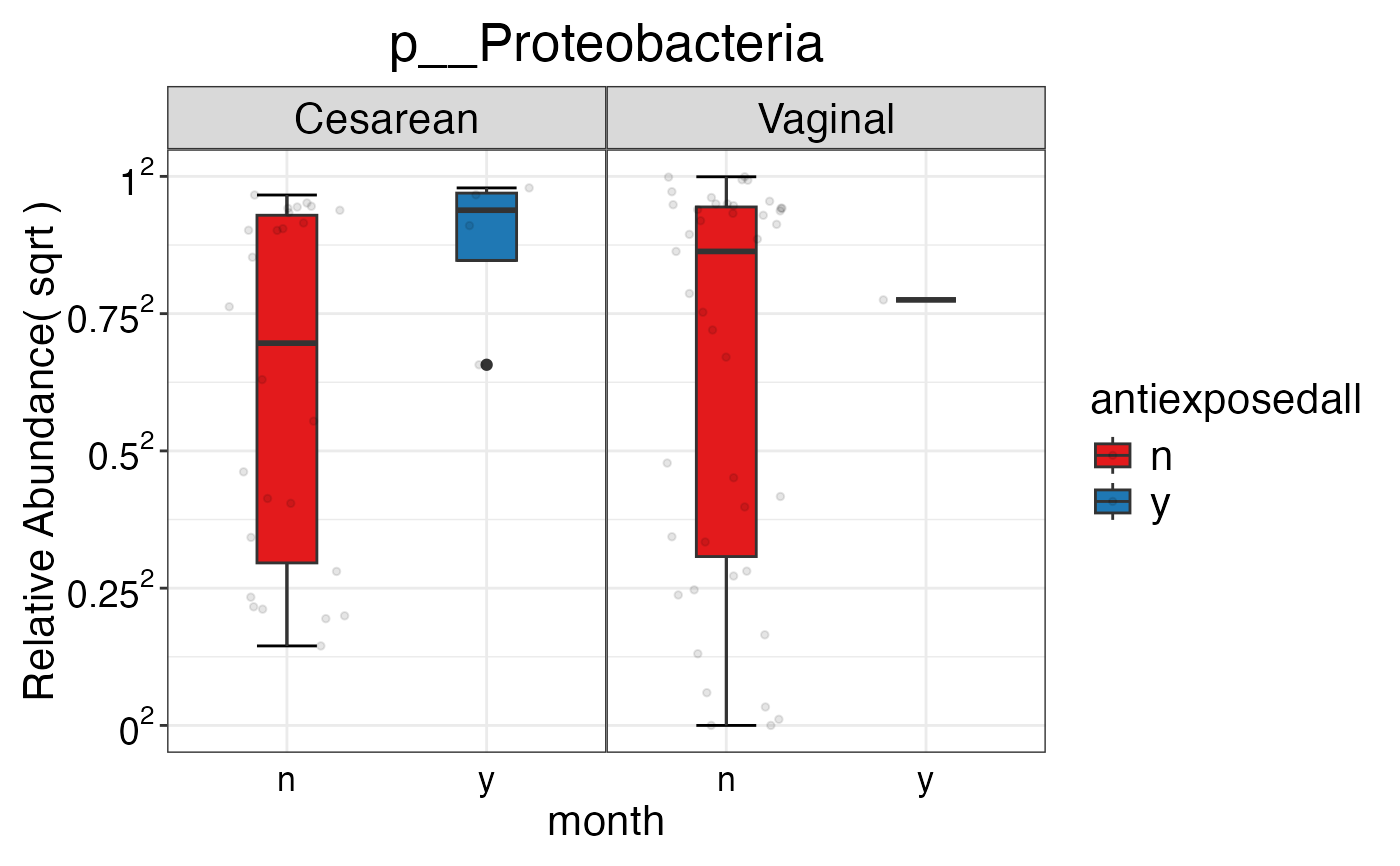 p__Proteobacteria
Cesarean
Vaginal
Relative Abundance( sqrt )
1²
0.75²
0.5²
0.25²
0²
n
y
n
y
month
antiexposedall
n
y